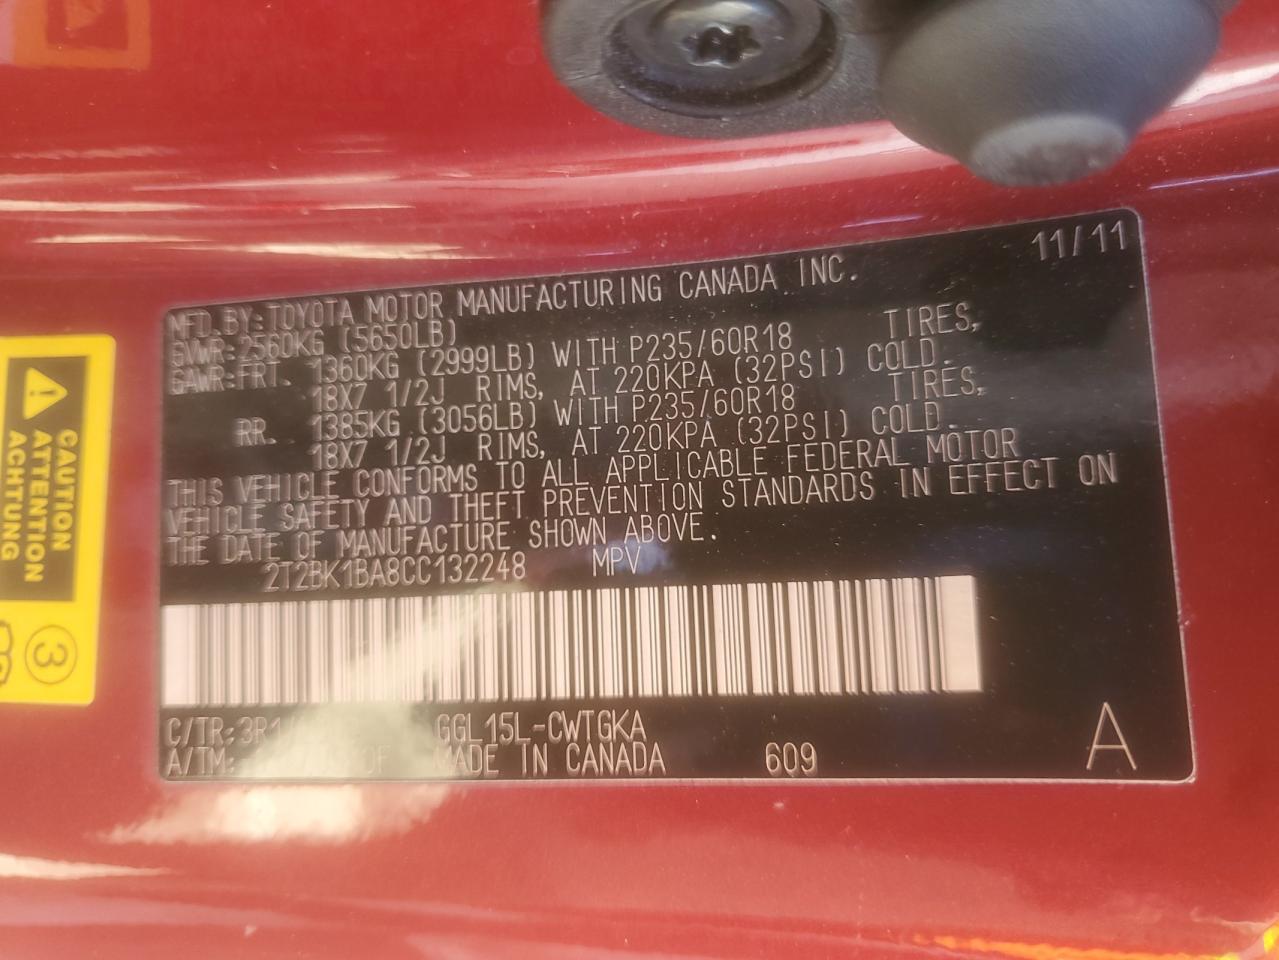 11/11
MFD.BY:TOYOTA MOTOR MANUFACTURING CANADA INC.
GVWR:2560KG (5650LB)
GAWR:FRT. 1360KG (2999LB) WITH P235/60R18 TIRES,
18X7 1/2J RIMS, AT 220KPA (32PSI) COLD.
RR. 1385KG (3056LB) WITH P235/60R18 TIRES,
18X7 1/2J RIMS, AT 220KPA (32PSI) COLD.
THIS VEHICLE CONFORMS TO ALL APPLICABLE FEDERAL MOTOR
VEHICLE SAFETY AND THEFT PREVENTION STANDARDS IN EFFECT ON
THE DATE OF MANUFACTURE SHOWN ABOVE.
2T2BK1BA8CC132248 MPV
C/TR:3R1 GGL15L-CWTGKA
A/TM: MADE IN CANADA 609
A
CAUTION
ATTENTION
ACHTUNG
3